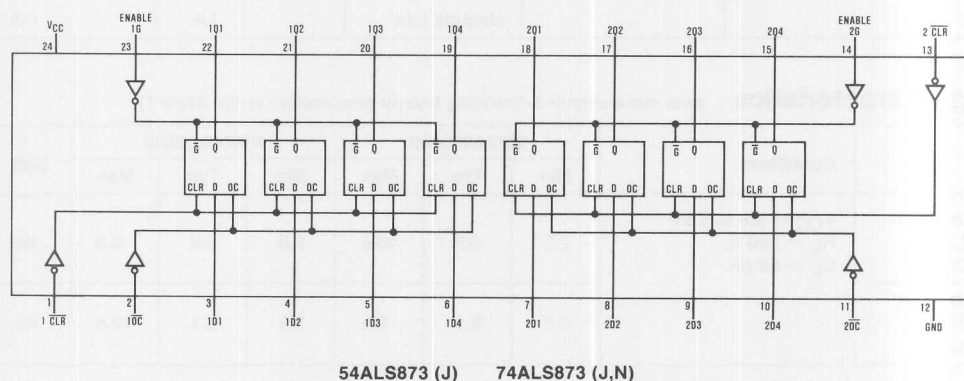 VCC ENABLE 1G 1Q1 1Q2 1Q3 1Q4 2Q1 2Q2 2Q3 2Q4 ENABLE 2G 2 CLR
24 23 22 21 20 19 18 17 16 15 14 13
G Q G Q G Q G Q G Q G Q G Q G Q
CLR D OC CLR D OC CLR D OC CLR D OC CLR D OC CLR D OC CLR D OC CLR D OC
1 2 3 4 5 6 7 8 9 10 11 12
1 CLR 1OC 1D1 1D2 1D3 1D4 2D1 2D2 2D3 2D4 2OC GND
54ALS873 (J) 74ALS873 (J,N)